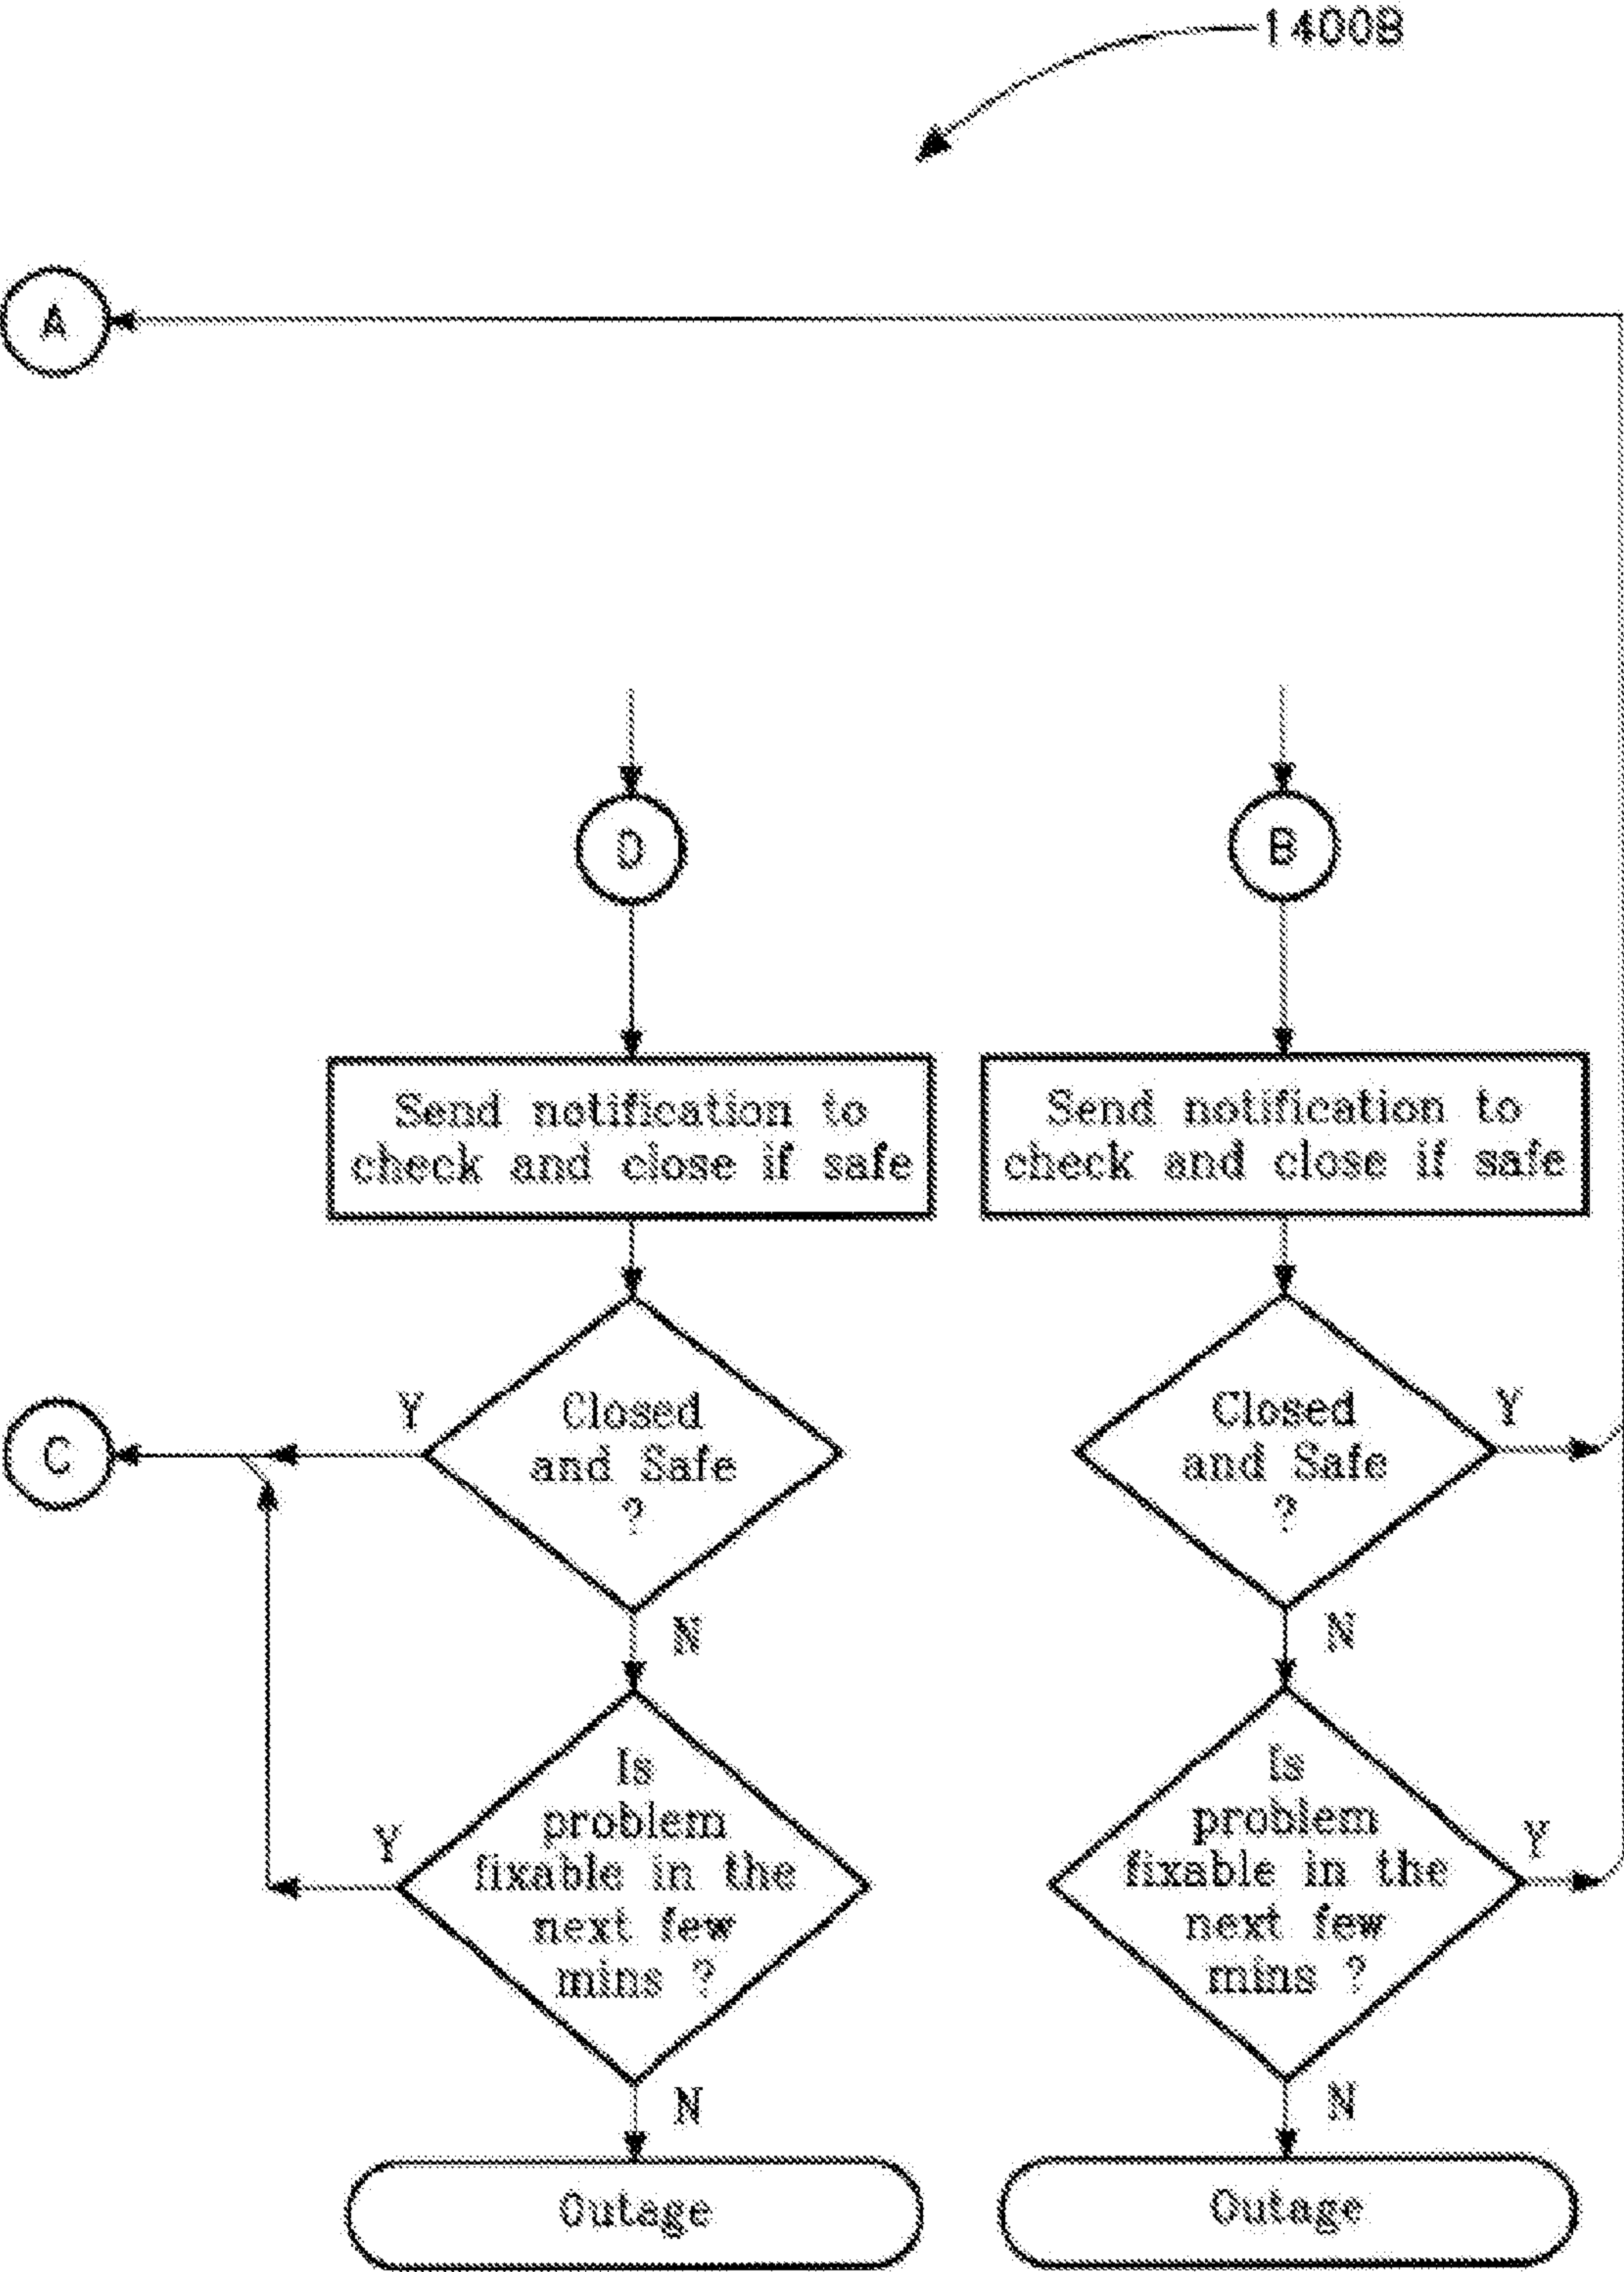 1400B
A
D
B
Send notification to
check and close if safe
Send notification to
check and close if safe
C
Y
Closed
and Safe
?
N
Closed
and Safe
?
Y
N
Y
Is
problem
fixable in the
next few
mins ?
N
Is
problem
fixable in the
next few
mins ?
Y
N
Outage
Outage